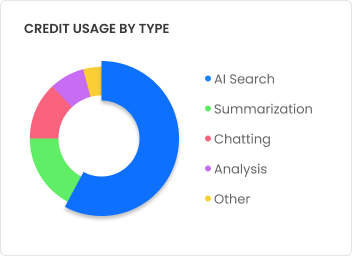 CREDIT USAGE BY TYPE
AI Search
Summarization
Chatting
Analysis
Other